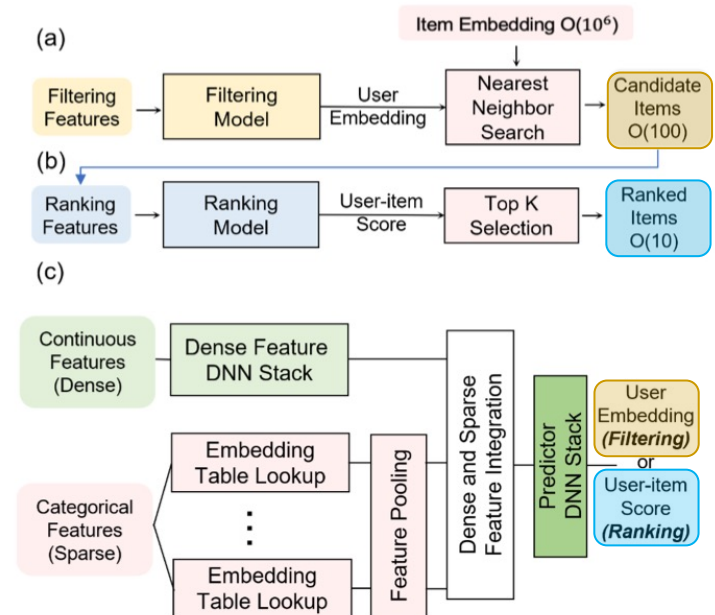 (a)
Item Embedding O(10⁶)
Filtering
Features
Filtering
Model
User
Embedding
Nearest
Neighbor
Search
Candidate
Items
O(100)
(b)
Ranking
Features
Ranking
Model
User-item
Score
Top K
Selection
Ranked
Items
O(10)
(c)
Continuous
Features
(Dense)
Dense Feature
DNN Stack
Categorical
Features
(Sparse)
Embedding
Table Lookup
Embedding
Table Lookup
Feature Pooling
Dense and Sparse
Feature Integration
Predictor
DNN Stack
User
Embedding
(Filtering)
or
User-item
Score
(Ranking)